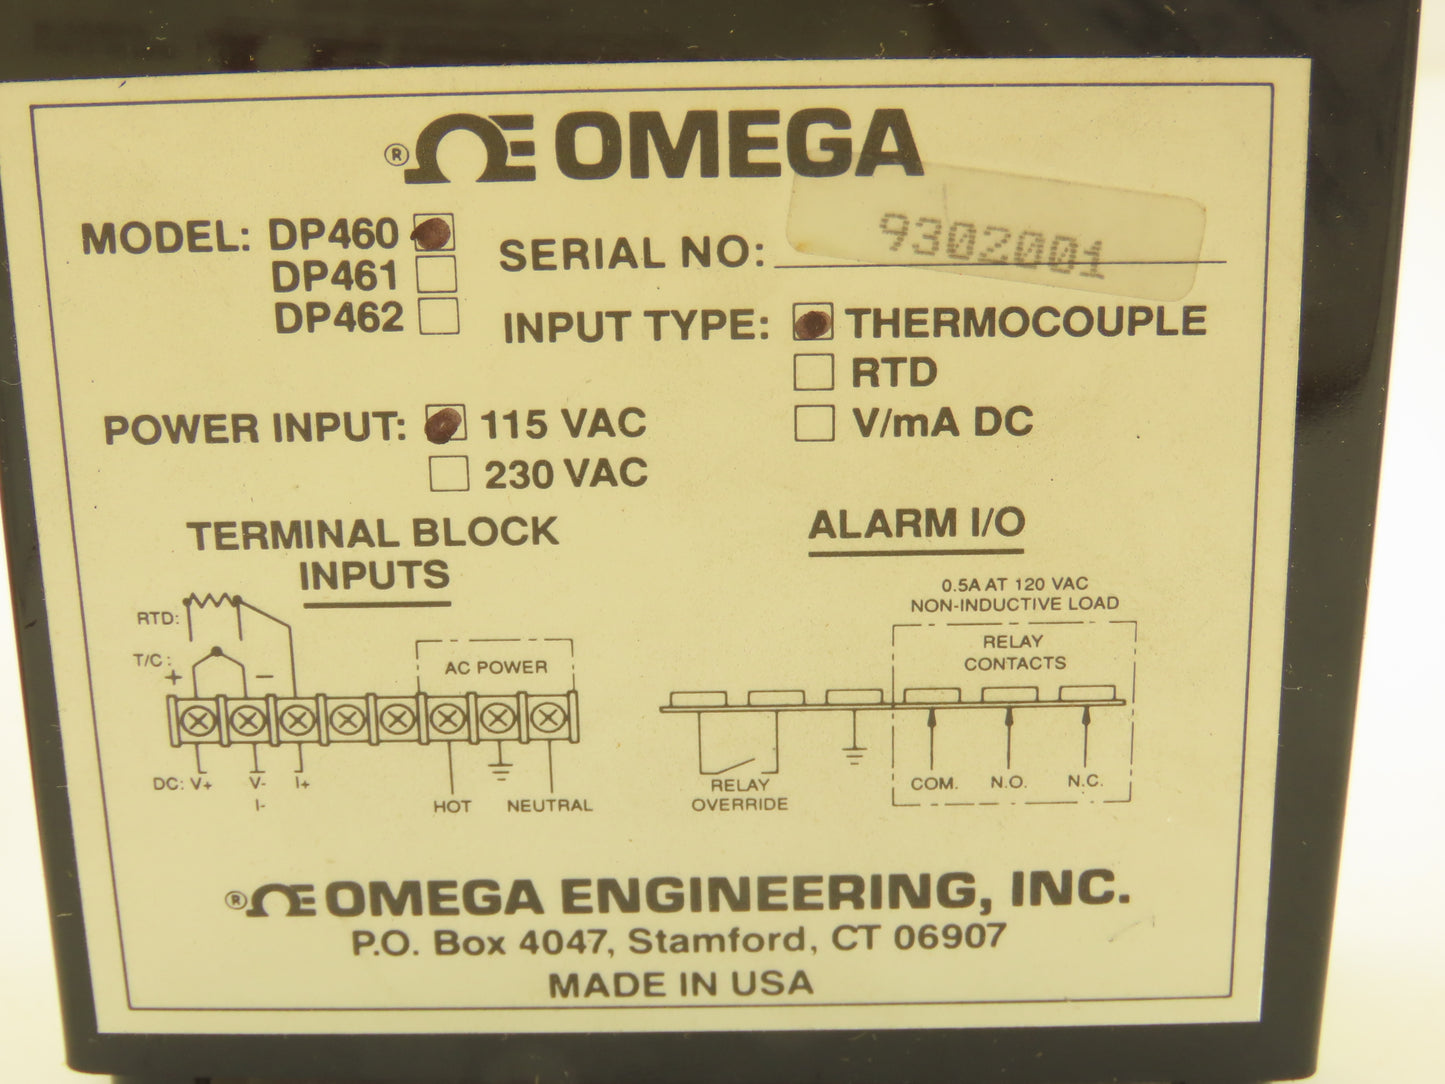 ® OMEGA
MODEL: DP460
DP461
DP462
SERIAL NO: 9302001
INPUT TYPE: THERMOCOUPLE
RTD
V/mA DC
POWER INPUT: 115 VAC
230 VAC
TERMINAL BLOCK
INPUTS
RTD:
T/C:
+ −
AC POWER
DC: V+ V- I+
I-
HOT NEUTRAL
ALARM I/O
0.5A AT 120 VAC
NON-INDUCTIVE LOAD
RELAY
CONTACTS
RELAY
OVERRIDE
COM. N.O. N.C.
® OMEGA ENGINEERING, INC.
P.O. Box 4047, Stamford, CT 06907
MADE IN USA